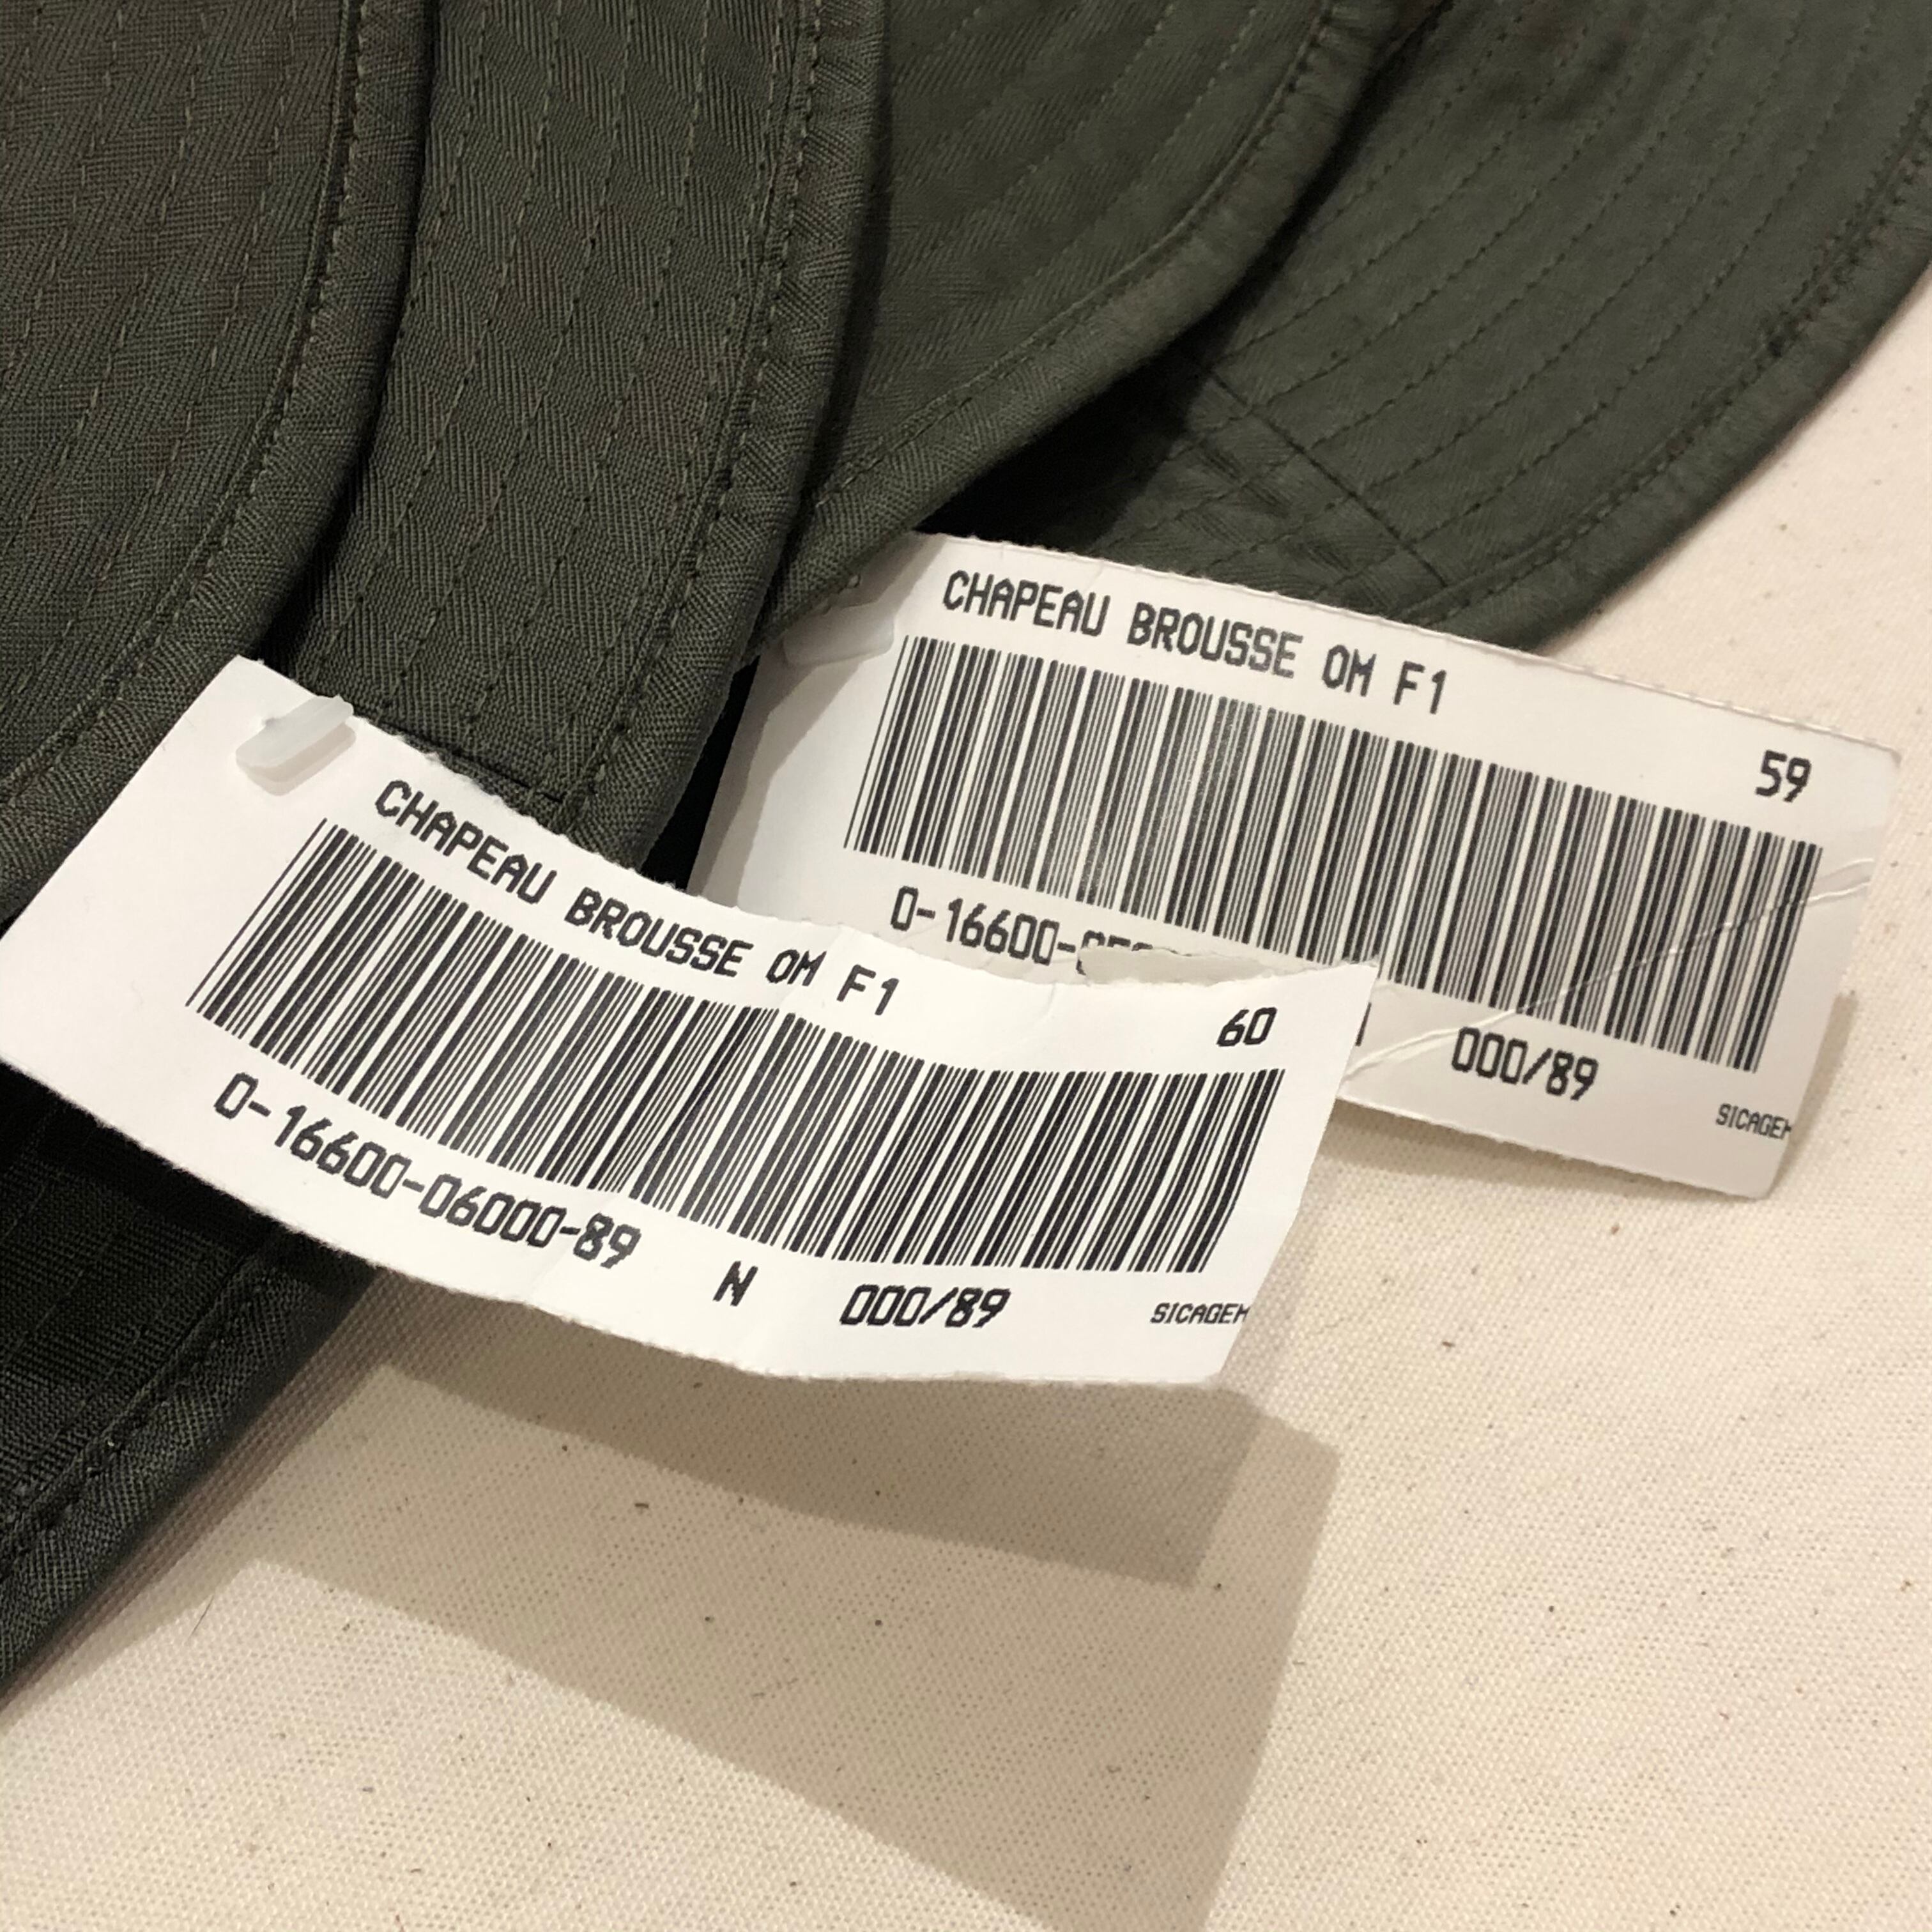 CHAPEAU BROUSSE OM F1
59
0-16600-
000/89
SICAGEM
CHAPEAU BROUSSE OM F1
60
0-16600-06000-89
N 000/89
SICAGEM